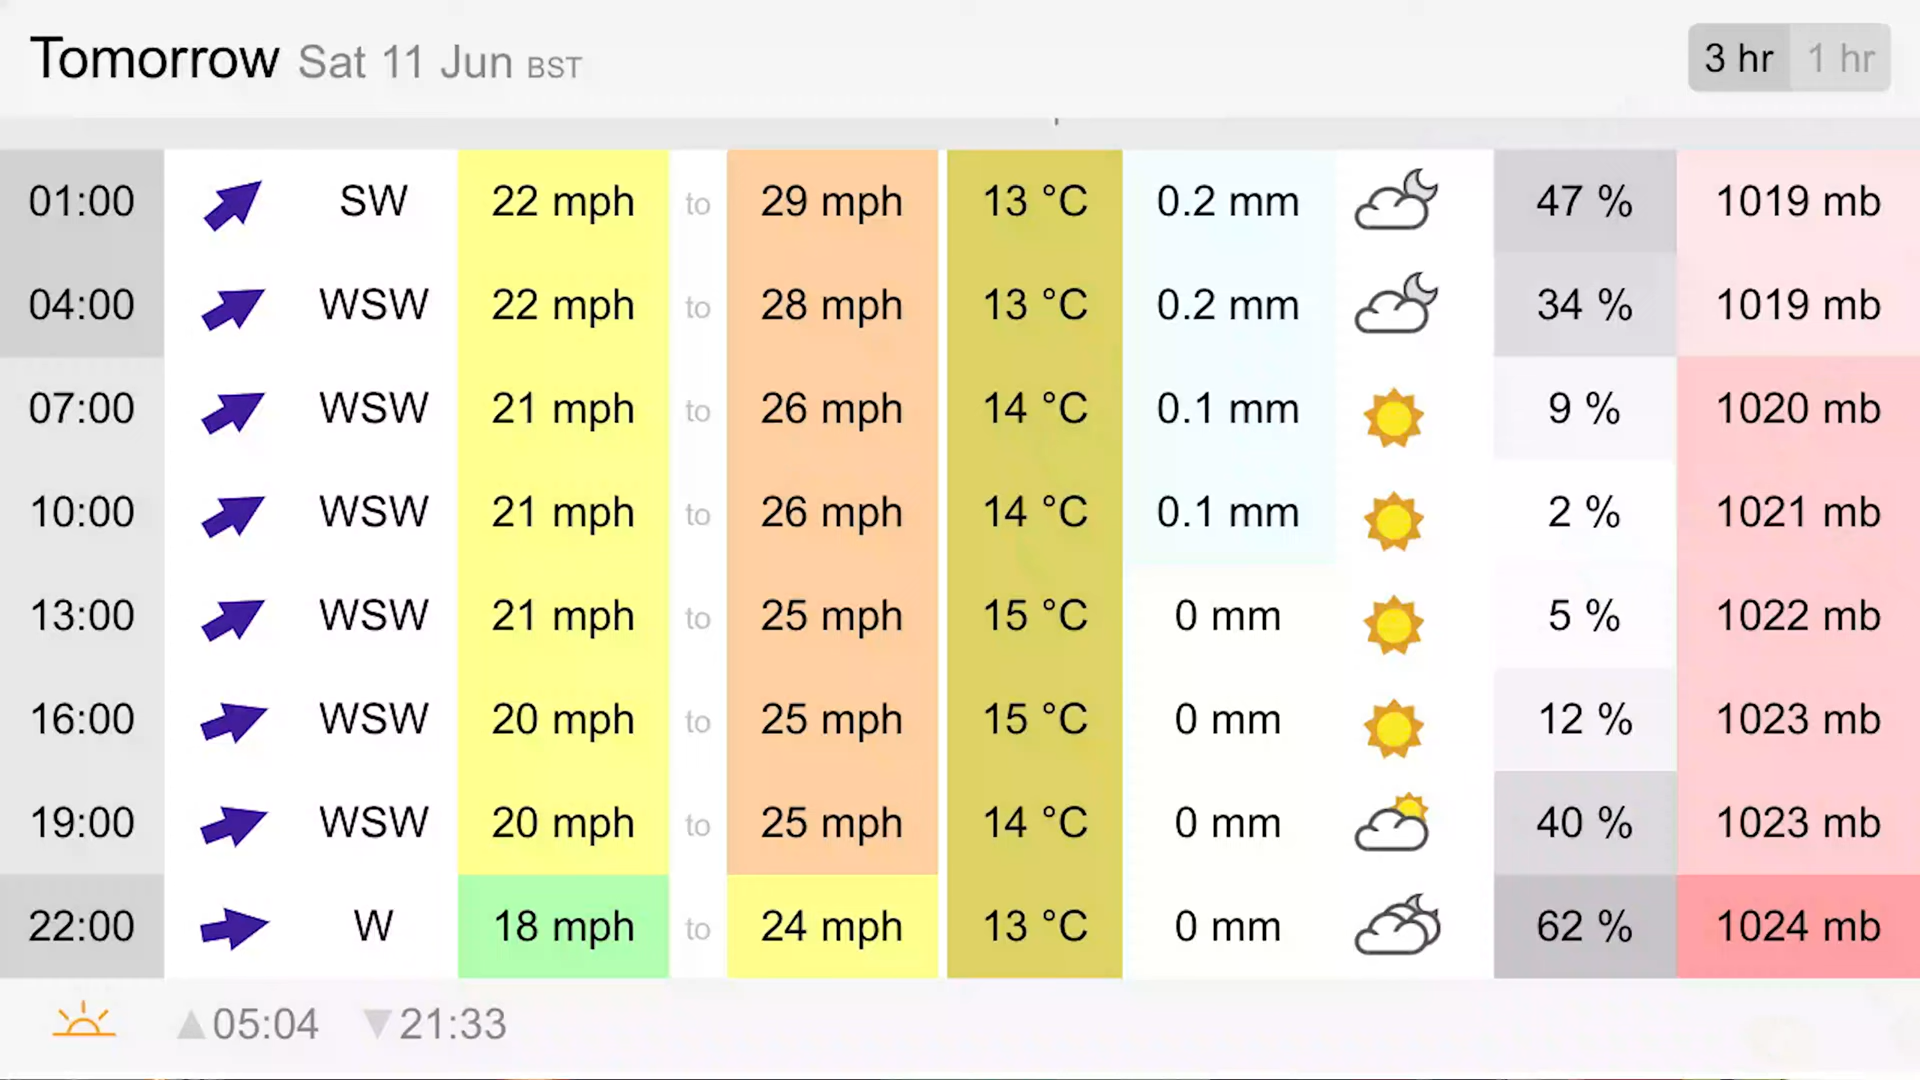 Tomorrow Sat 11 Jun BST 3 hr 1 hr
01:00 SW 22 mph to 29 mph 13 °C 0.2 mm 47 % 1019 mb
04:00 WSW 22 mph to 28 mph 13 °C 0.2 mm 34 % 1019 mb
07:00 WSW 21 mph to 26 mph 14 °C 0.1 mm 9 % 1020 mb
10:00 WSW 21 mph to 26 mph 14 °C 0.1 mm 2 % 1021 mb
13:00 WSW 21 mph to 25 mph 15 °C 0 mm 5 % 1022 mb
16:00 WSW 20 mph to 25 mph 15 °C 0 mm 12 % 1023 mb
19:00 WSW 20 mph to 25 mph 14 °C 0 mm 40 % 1023 mb
22:00 W 18 mph to 24 mph 13 °C 0 mm 62 % 1024 mb
▲05:04 ▼21:33